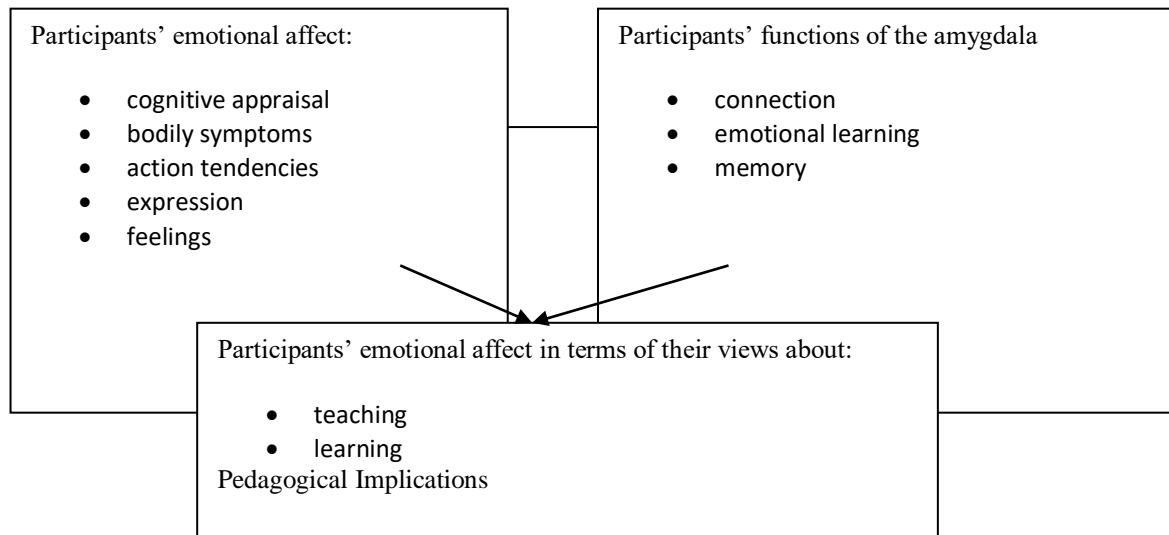 Participants’ emotional affect:
• cognitive appraisal
• bodily symptoms
• action tendencies
• expression
• feelings
Participants’ functions of the amygdala
• connection
• emotional learning
• memory
Participants’ emotional affect in terms of their views about:
• teaching
• learning
Pedagogical Implications